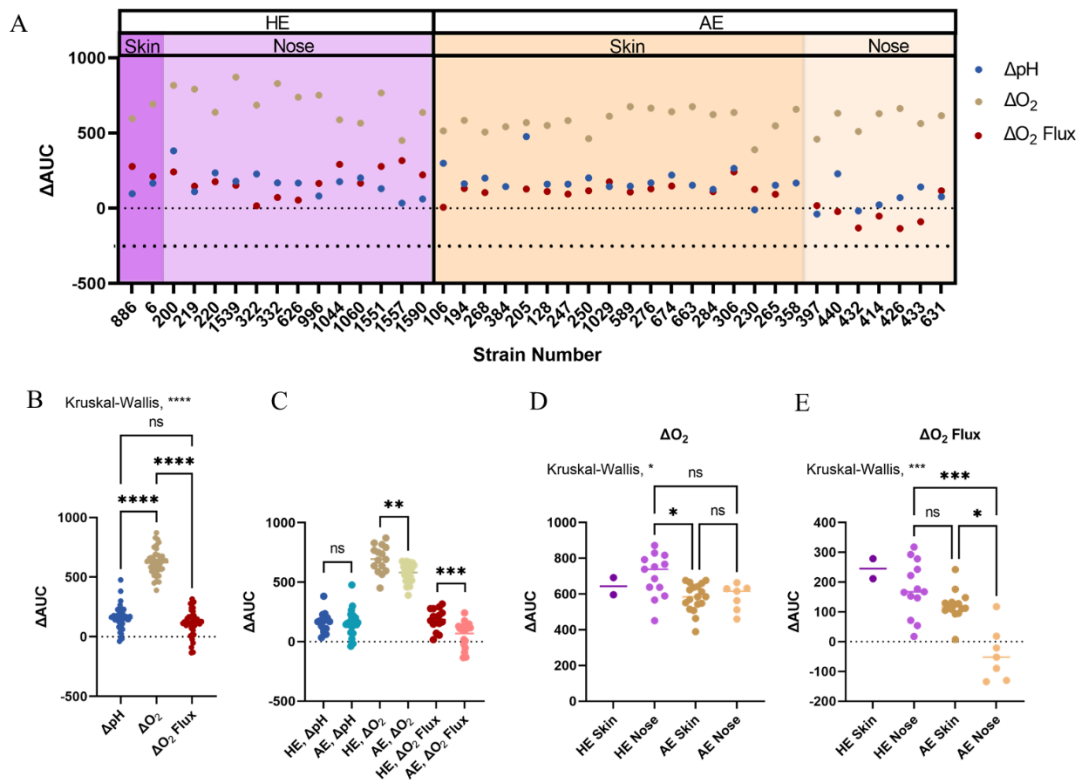 A
HE
AE
Skin
Nose
Skin
Nose
1000
500
0
-500
ΔAUC
ΔpH
ΔO2
ΔO2 Flux
886
6
200
219
220
1539
322
332
626
996
1044
1060
1551
1557
1590
106
194
268
384
205
128
247
250
1029
589
276
674
663
284
306
230
265
358
397
440
432
414
426
433
631
Strain Number
B
Kruskal-Wallis, ****
ns
****
****
1000
500
0
-500
ΔAUC
ΔpH
ΔO2
ΔO2 Flux
C
ns
**
***
1000
500
0
-500
ΔAUC
HE, ΔpH
AE, ΔpH
HE, ΔO2
AE, ΔO2
HE, ΔO2 Flux
AE, ΔO2 Flux
D
ΔO2
Kruskal-Wallis, *
ns
*
ns
1000
800
600
400
200
0
ΔAUC
HE Skin
HE Nose
AE Skin
AE Nose
E
ΔO2 Flux
Kruskal-Wallis, ***
***
ns
*
400
300
200
100
0
-100
-200
ΔAUC
HE Skin
HE Nose
AE Skin
AE Nose